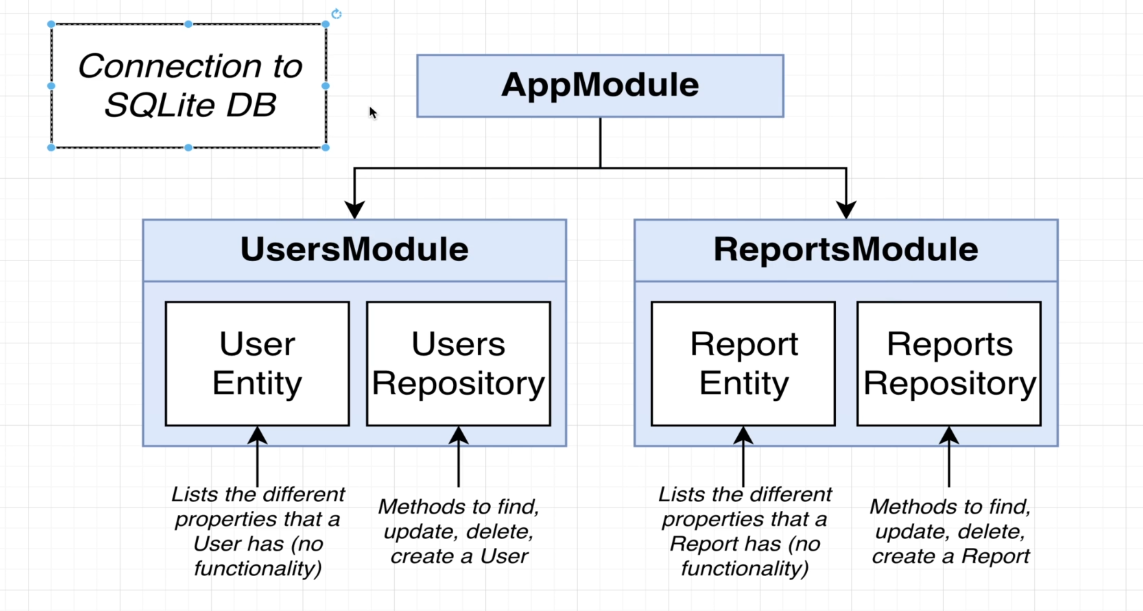 Connection to
SQLite DB
AppModule
UsersModule
User
Entity
Users
Repository
Lists the different
properties that a
User has (no
functionality)
Methods to find,
update, delete,
create a User
ReportsModule
Report
Entity
Reports
Repository
Lists the different
properties that a
Report has (no
functionality)
Methods to find,
update, delete,
create a Report